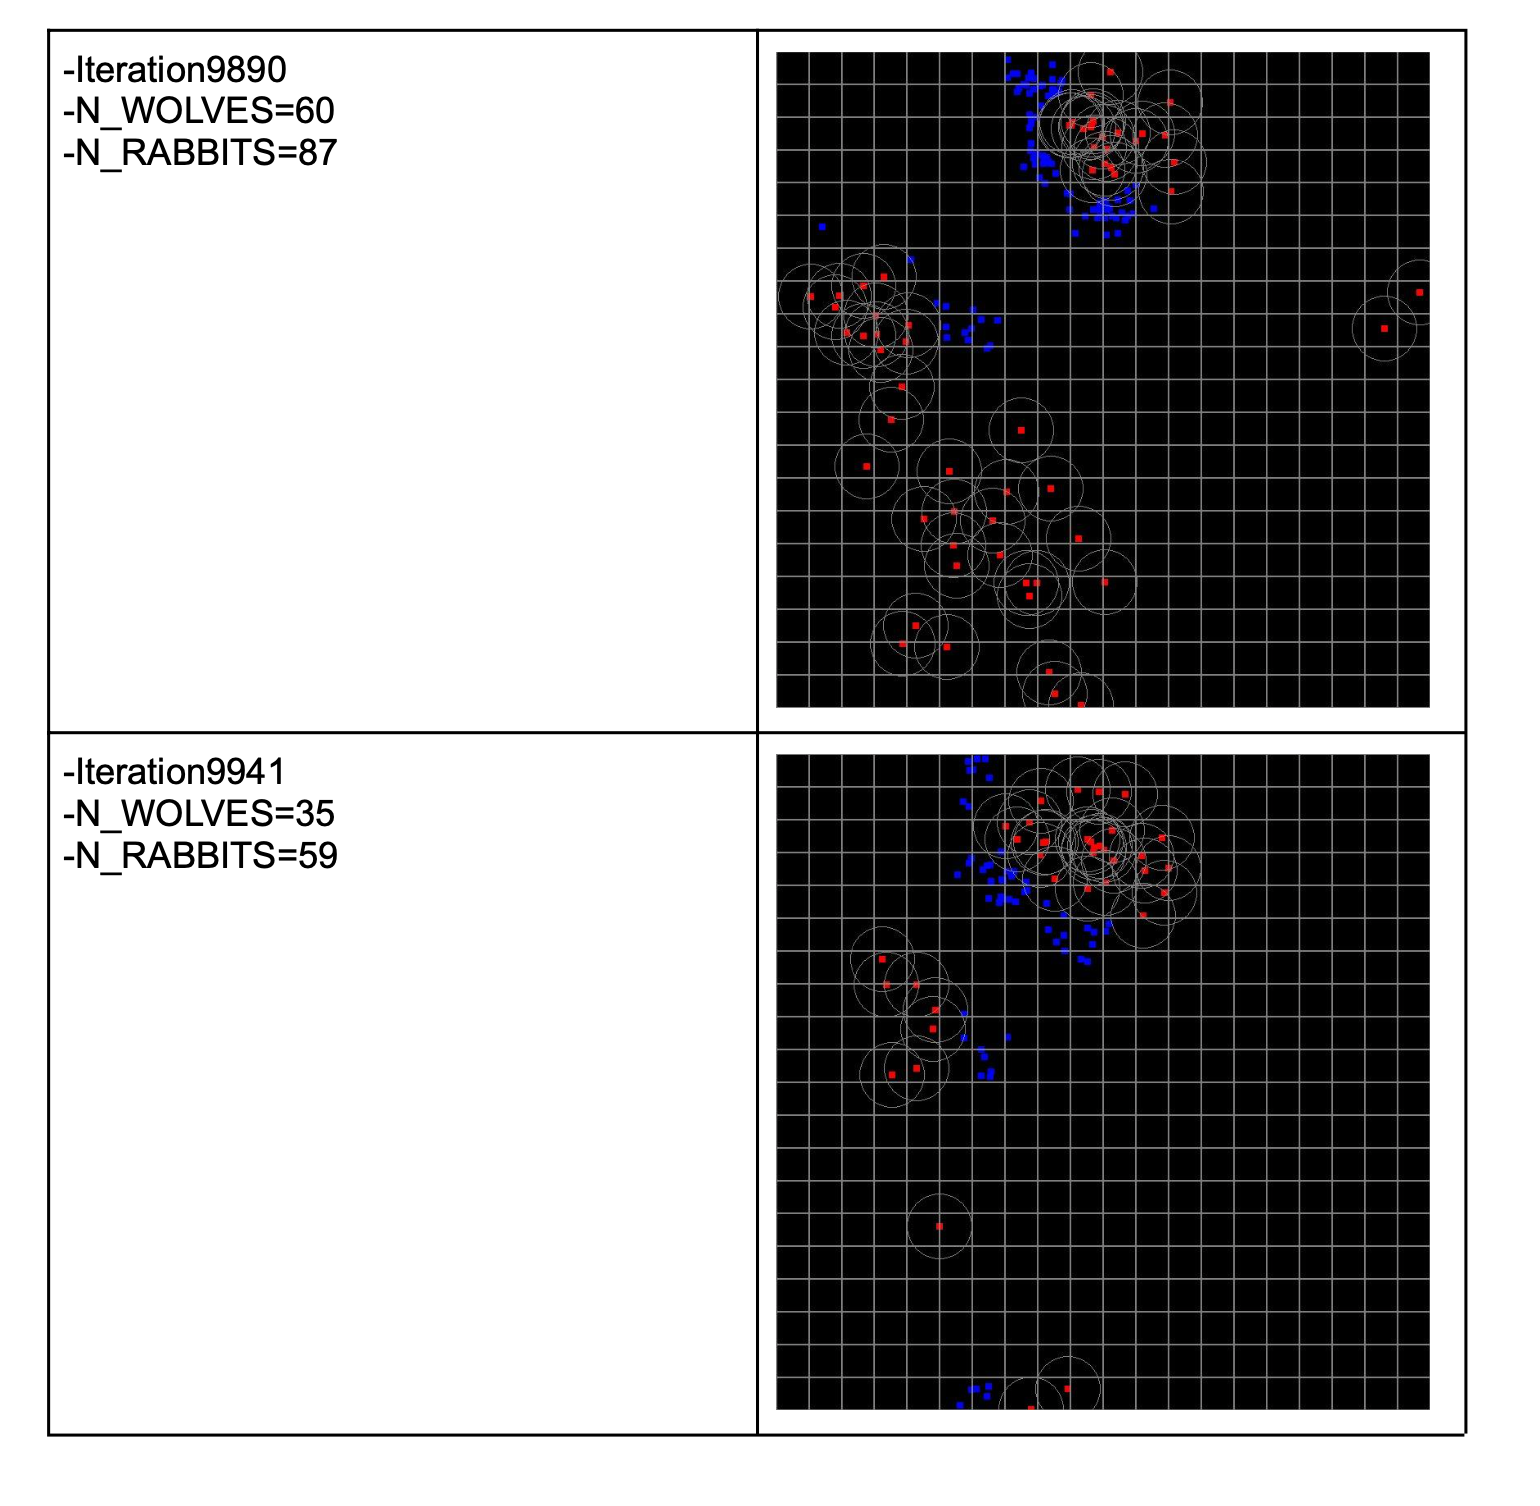 -Iteration9890
-N_WOLVES=60
-N_RABBITS=87
-Iteration9941
-N_WOLVES=35
-N_RABBITS=59